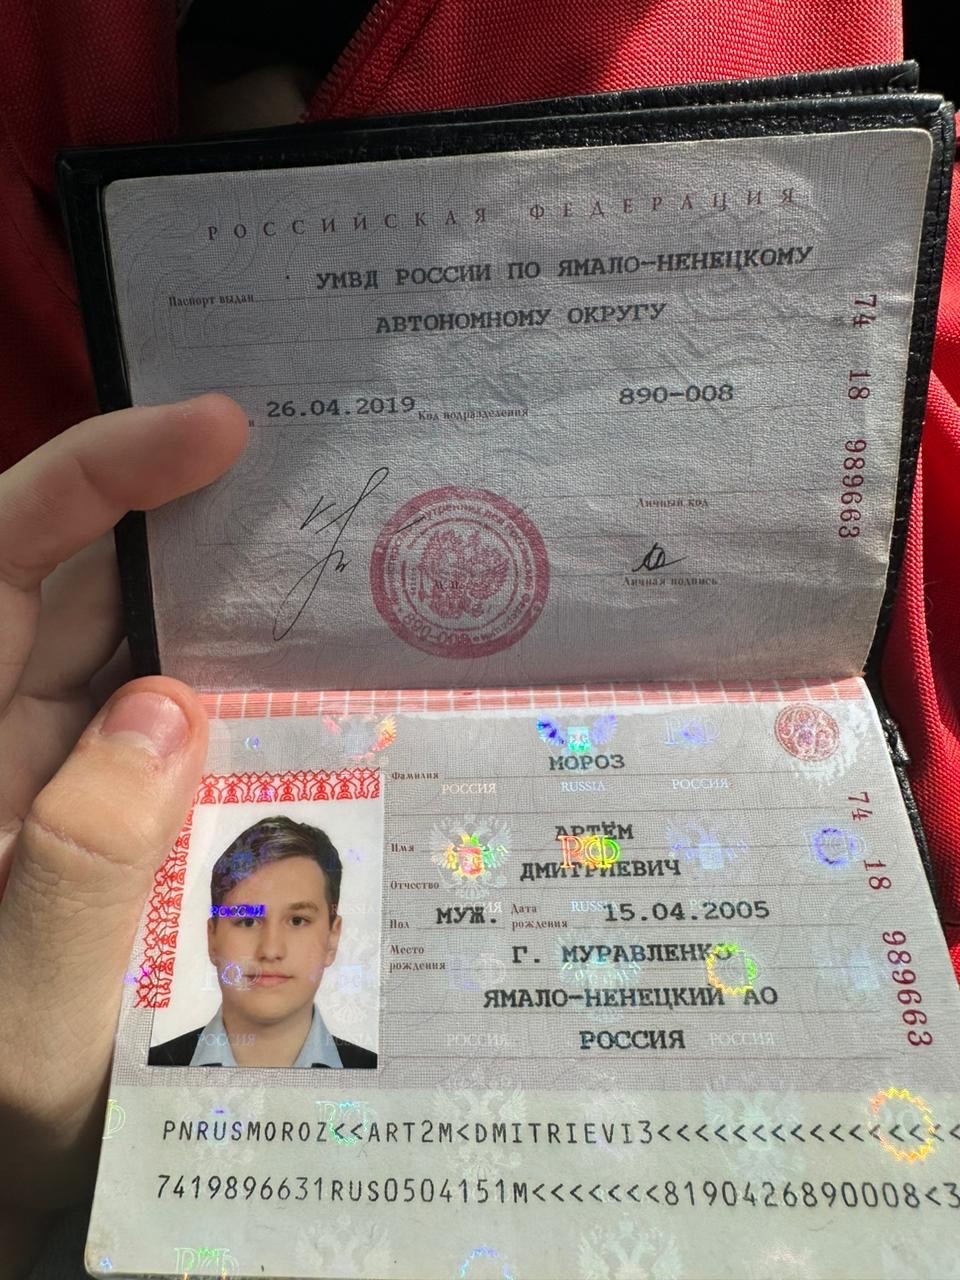 РОССИЙСКАЯ ФЕДЕРАЦИЯ
Паспорт выдан УМВД РОССИИ ПО ЯМАЛО-НЕНЕЦКОМУ
АВТОНОМНОМУ ОКРУГУ
26.04.2019 Код подразделения 890-008
Личный код
Личная подпись
М.П.
890-008
74 18 989663
Фамилия МОРОЗ
РОССИЯ RUSSIA РОССИЯ
Имя АРТЁМ
РФ
Отчество ДМИТРИЕВИЧ
Пол МУЖ. Дата рождения 15.04.2005
Место рождения Г. МУРАВЛЕНКО
ЯМАЛО-НЕНЕЦКИЙ АО
РОССИЯ
74 18 989663
РОССИЯ
PNRUSMOROZ<<ART2M<DMITRIEVI3<<<<<<<<<<<<<<<<
7419896631RUS0504151M<<<<<<<8190426890008<3